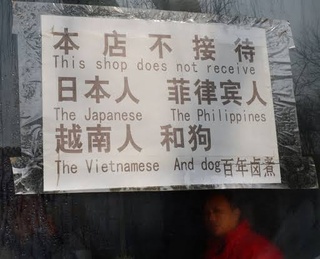 本店不接待
This shop does not receive
日本人 菲律宾人
The Japanese The Philippines
越南人 和狗
The Vietnamese And dog百年卤煮